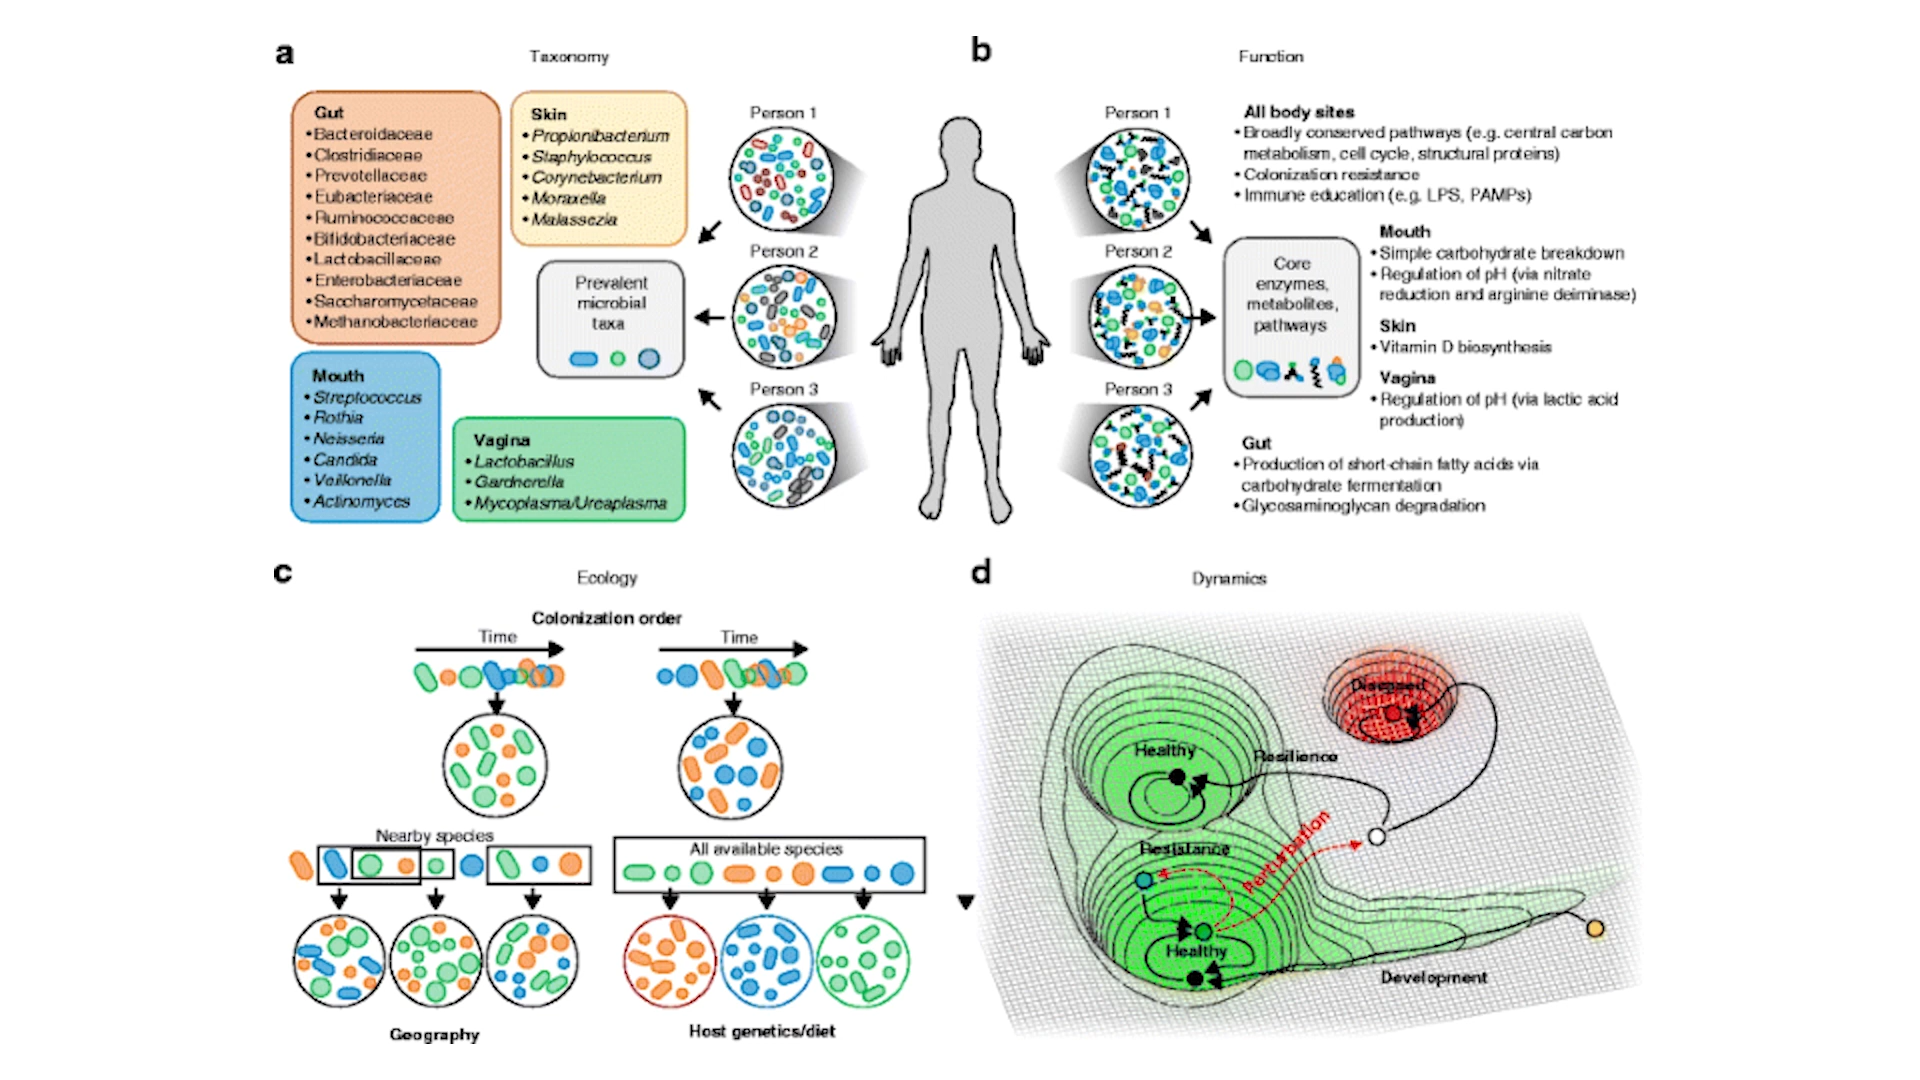 a
Taxonomy
Gut
•Bacteroidaceae
•Clostridiaceae
•Prevotellaceae
•Eubacteriaceae
•Ruminococcaceae
•Bifidobacteriaceae
•Lactobacillaceae
•Enterobacteriaceae
•Saccharomycetaceae
•Methanobacteriaceae
Skin
•Propionibacterium
•Staphylococcus
•Corynebacterium
•Moraxella
•Malassezia
Prevalent
microbial
taxa
Mouth
•Streptococcus
•Rothia
•Neisseria
•Candida
•Veillonella
•Actinomyces
Vagina
•Lactobacillus
•Gardnerella
•Mycoplasma/Ureaplasma
Person 1
Person 2
Person 3
b
Function
Person 1
Person 2
Person 3
All body sites
•Broadly conserved pathways (e.g. central carbon
metabolism, cell cycle, structural proteins)
•Colonization resistance
•Immune education (e.g. LPS, PAMPs)
Core
enzymes,
metabolites,
pathways
Mouth
•Simple carbohydrate breakdown
•Regulation of pH (via nitrate
reduction and arginine deiminase)
Skin
•Vitamin D biosynthesis
Vagina
•Regulation of pH (via lactic acid
production)
Gut
•Production of short-chain fatty acids via
carbohydrate fermentation
•Glycosaminoglycan degradation
c
Ecology
Colonization order
Time
Time
Nearby species
All available species
Geography
Host genetics/diet
d
Dynamics
Diseased
Healthy
Resilience
Perturbation
Resistance
Healthy
Development